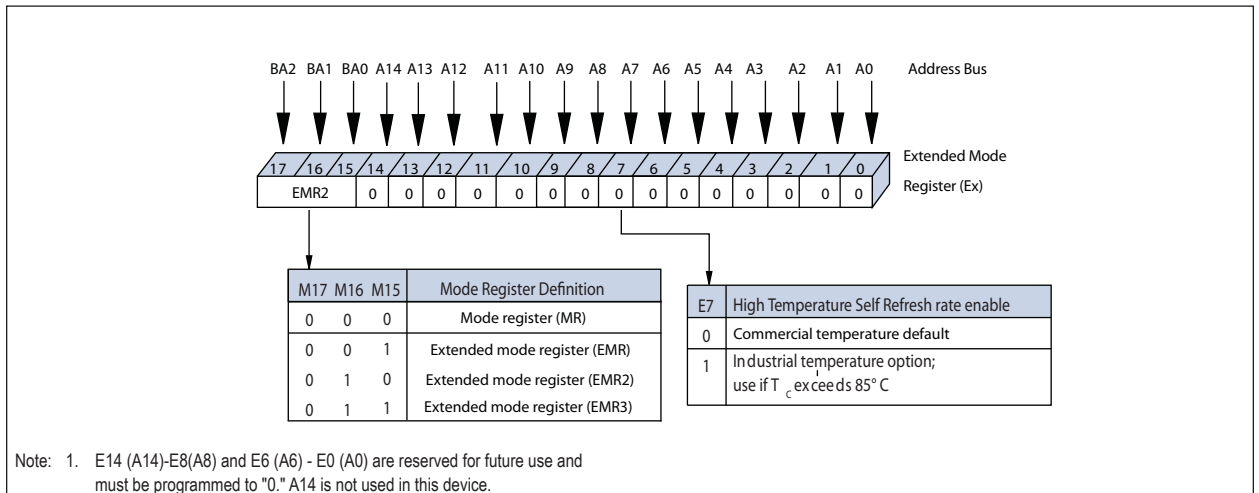 BA2 BA1 BA0 A14 A13 A12 A11 A10 A9 A8 A7 A6 A5 A4 A3 A2 A1 A0 Address Bus
17 16 15 14 13 12 11 10 9 8 7 6 5 4 3 2 1 0 Extended Mode
EMR2 0 0 0 0 0 0 0 0 0 0 0 0 0 0 0 Register (Ex)
M17 M16 M15 Mode Register Definition
0 0 0 Mode register (MR)
0 0 1 Extended mode register (EMR)
0 1 0 Extended mode register (EMR2)
0 1 1 Extended mode register (EMR3)
E7 High Temperature Self Refresh rate enable
0 Commercial temperature default
1 Industrial temperature option;
use if T C exceeds 85° C
Note: 1. E14 (A14)-E8(A8) and E6 (A6) - E0 (A0) are reserved for future use and
must be programmed to "0." A14 is not used in this device.